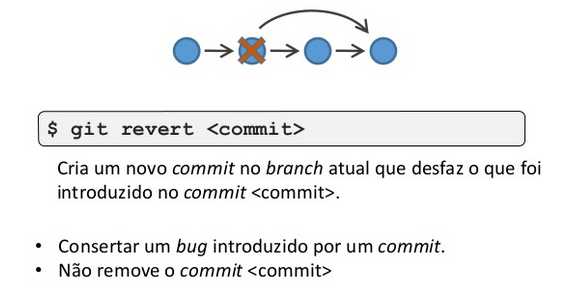 $ git revert <commit>
Cria um novo commit no branch atual que desfaz o que foi
introduzido no commit <commit>.
• Consertar um bug introduzido por um commit.
• Não remove o commit <commit>